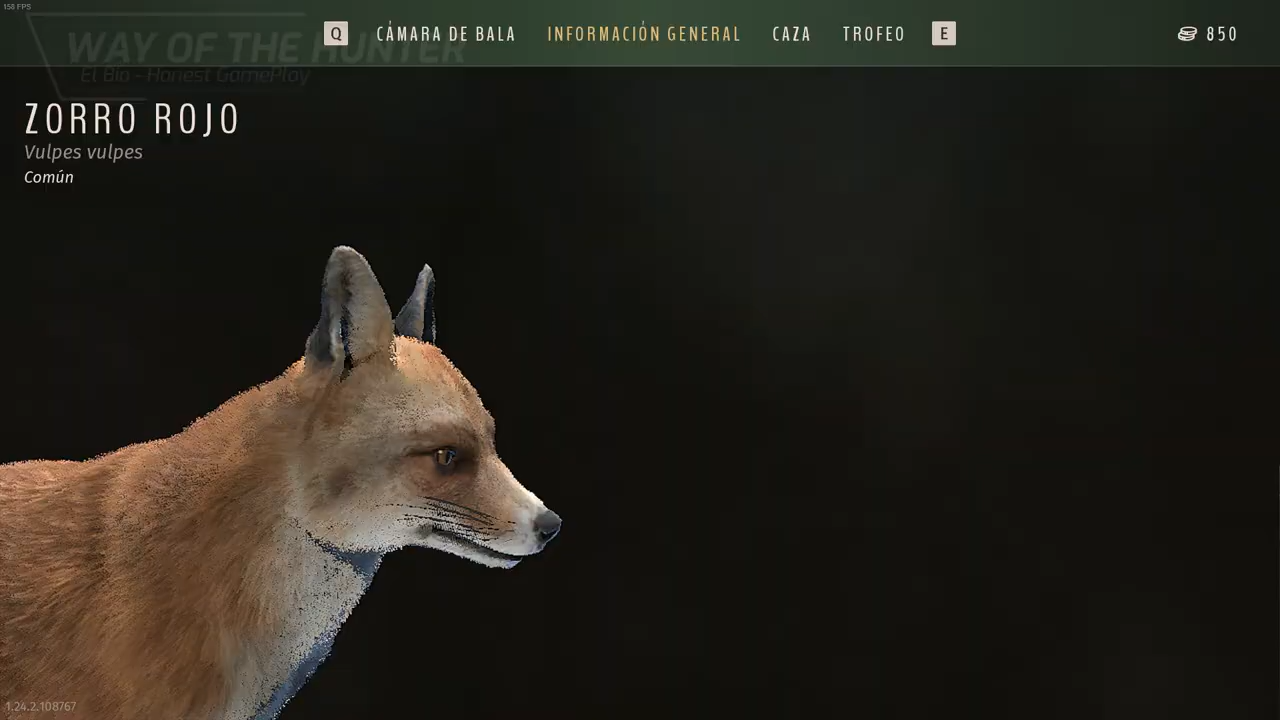 158 FPS
WAY OF THE HUNTER
El Bio - Honest GamePlay
Q CÁMARA DE BALA INFORMACIÓN GENERAL CAZA TROFEO E 850
ZORRO ROJO
Vulpes vulpes
Común
1.24.2.108767